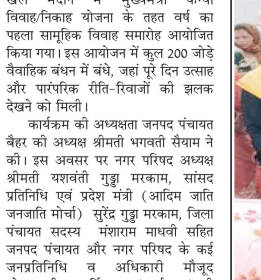 खेल मैदान में मुख्यमंत्री कन्या
विवाह/निकाह योजना के तहत वर्ष का
पहला सामूहिक विवाह समारोह आयोजित
किया गया। इस आयोजन में कुल 200 जोड़े
वैवाहिक बंधन में बंधे, जहां पूरे दिन उत्साह
और पारंपरिक रीति-रिवाजों की झलक
देखने को मिली।
कार्यक्रम की अध्यक्षता जनपद पंचायत
बैहर की अध्यक्ष श्रीमती भगवती सैयाम ने
की। इस अवसर पर नगर परिषद अध्यक्ष
श्रीमती यशवंती गुड्डा मरकाम, सांसद
प्रतिनिधि एवं प्रदेश मंत्री (आदिम जाति
जनजाति मोर्चा) सुरेंद्र गुड्डा मरकाम, जिला
पंचायत सदस्य मंशाराम माधवी सहित
जनपद पंचायत और नगर परिषद के कई
जनप्रतिनिधि व अधिकारी मौजूद